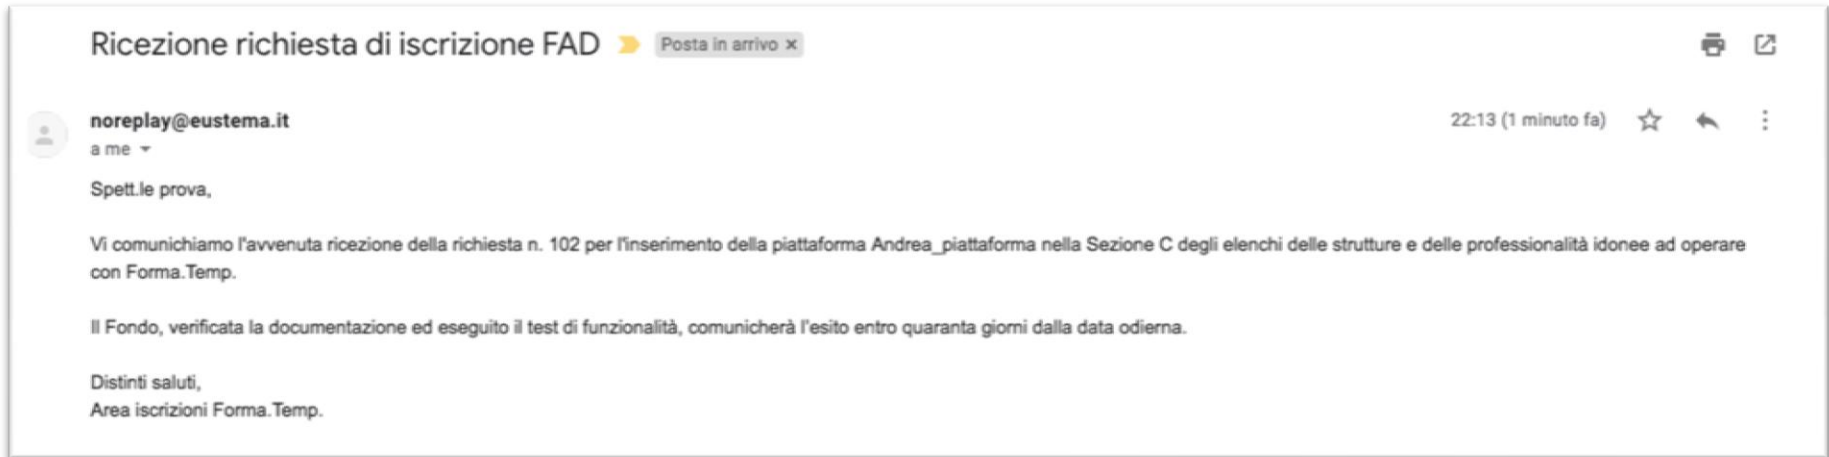 Ricezione richiesta di iscrizione FAD Posta in arrivo x
noreplay@eustema.it 22:13 (1 minuto fa)
a me
Spett.le prova,
Vi comunichiamo l'avvenuta ricezione della richiesta n. 102 per l'inserimento della piattaforma Andrea_piattaforma nella Sezione C degli elenchi delle strutture e delle professionalità idonee ad operare
con Forma.Temp.
Il Fondo, verificata la documentazione ed eseguito il test di funzionalità, comunicherà l'esito entro quaranta giorni dalla data odierna.
Distinti saluti,
Area iscrizioni Forma.Temp.